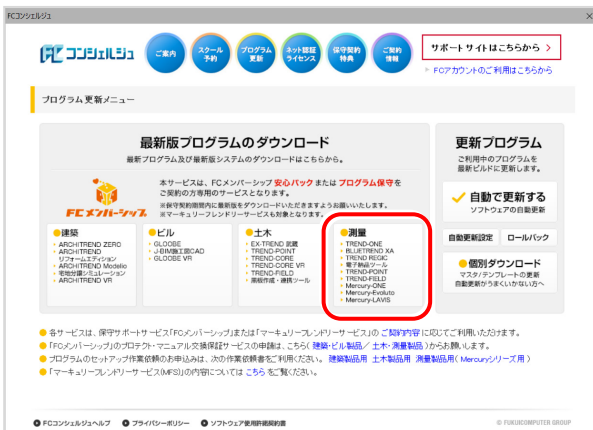 FCコンシェルジュ
FCコンシェルジュ
ご案内
スクール
予約
プログラム
更新
ネット認証
ライセンス
保守契約
特典
ご契約
情報
サポートサイトはこちらから >
FCアカウントのご利用はこちらから
プログラム更新メニュー
最新版プログラムのダウンロード
最新プログラム及び最新版システムのダウンロードはこちらから。
FCメンバーシップ
本サービスは、FCメンバーシップ 安心パック または プログラム保守を
ご契約の方専用のサービスとなります。
※保守契約期間内に最新版をダウンロードいただきますようお願いします。
※マーキュリーフレンドリーサービスも対象となります。
建築
ARCHITREND ZERO
ARCHITREND
リフォームエディション
ARCHITREND Modelio
宅地分譲シミュレーション
ARCHITREND VR
ビル
GLOOBE
J-BIM施工図CAD
GLOOBE VR
土木
EX-TREND 武蔵
TREND-POINT
TREND-CORE
TREND-CORE VR
TREND-FIELD
黒板作成・連携ツール
測量
TREND-ONE
BLUETREND XA
TREND REGIC
電子納品ツール
TREND-POINT
TREND-FIELD
Mercury-ONE
Mercury-Evoluto
Mercury-LAVIS
更新プログラム
ご利用中のプログラムを
最新ビルドに更新します。
自動で更新する
ソフトウェアの自動更新
自動更新設定
ロールバック
個別ダウンロード
マスタ/テンプレートの更新
自動更新がうまくいかない方へ
各サービスは、保守サポートサービス「FCメンバーシップ」または「マーキュリーフレンドリーサービス」の ご契約内容 に応じてご利用いただけます。
「FCメンバーシップ」のプロテクト・マニュアル交換保証サービスの申請は、こちら( 建築・ビル製品 / 土木・測量製品 )からお願いします。
プログラムのセットアップ作業依頼のお申込みは、次の作業依頼書をご利用ください。 建築製品用 土木製品用 測量製品用( Mercuryシリーズ用 )
「マーキュリーフレンドリーサービス(MFS)」の内容については こちら をご覧ください。
FCコンシェルジュヘルプ
プライバシーポリシー
ソフトウェア使用許諾契約書
© FUKUICOMPUTER GROUP